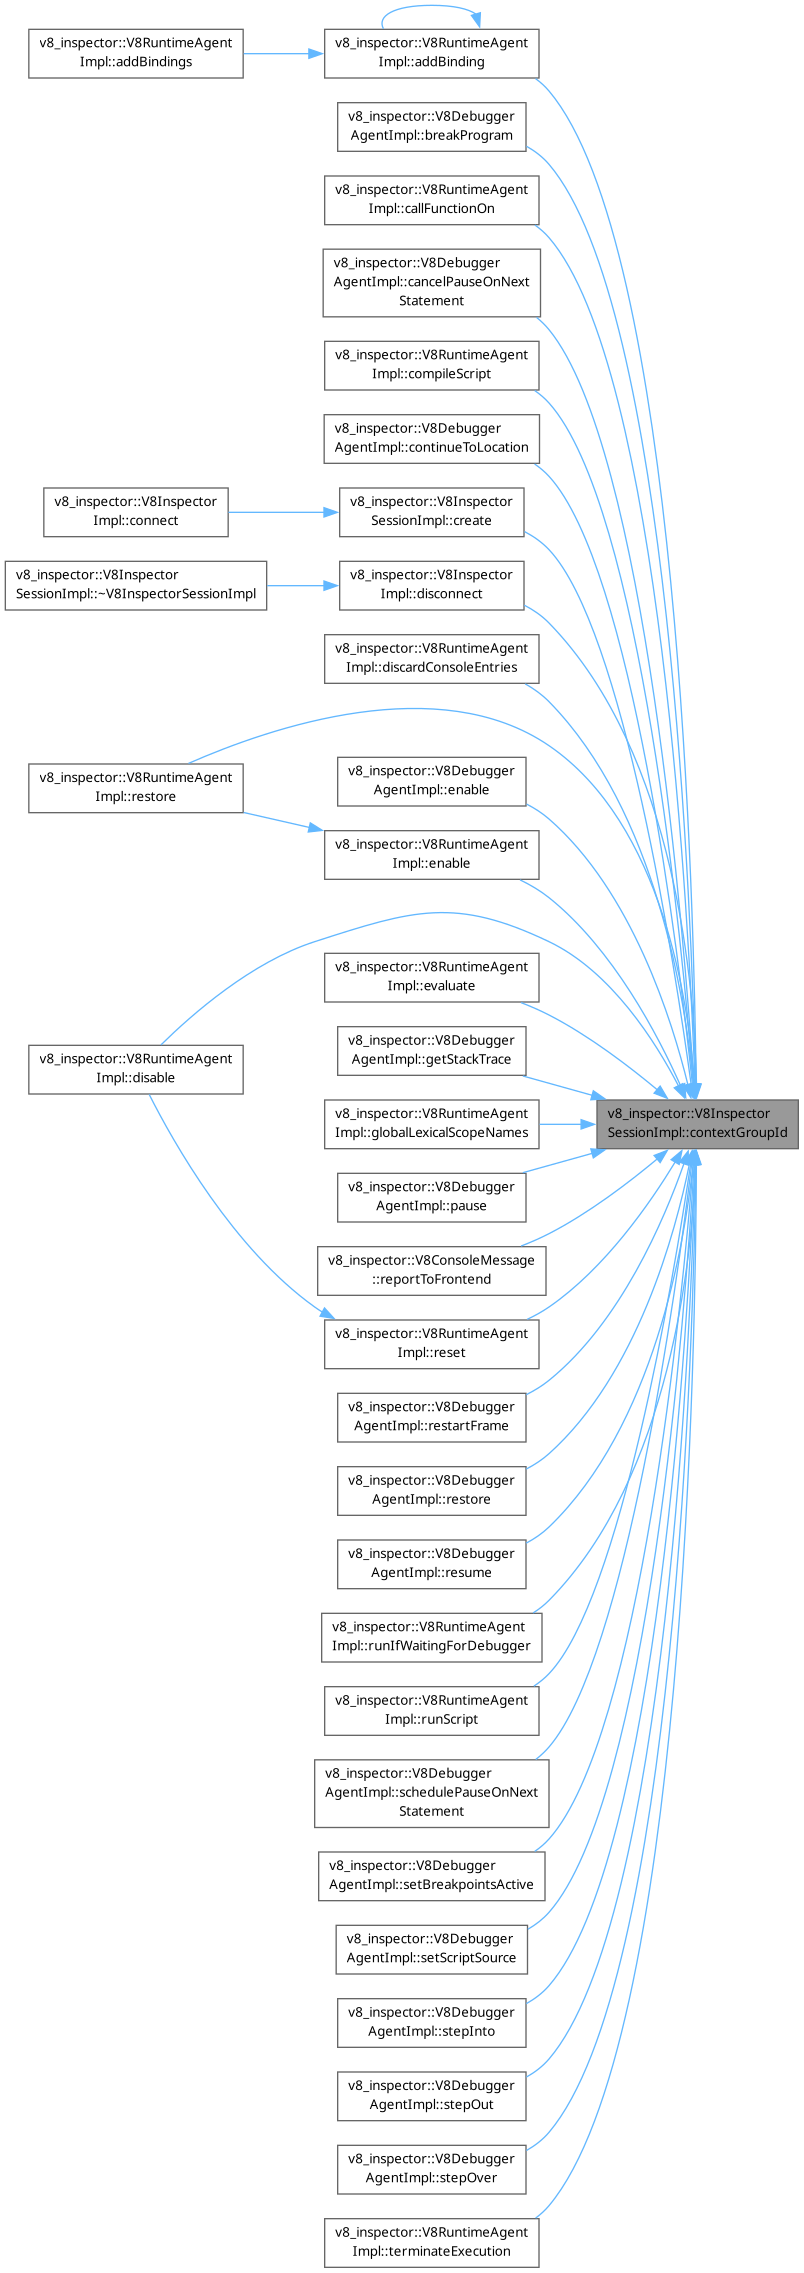 v8_inspector::V8RuntimeAgent
Impl::addBindings
v8_inspector::V8RuntimeAgent
Impl::addBinding
v8_inspector::V8Debugger
AgentImpl::breakProgram
v8_inspector::V8RuntimeAgent
Impl::callFunctionOn
v8_inspector::V8Debugger
AgentImpl::cancelPauseOnNext
Statement
v8_inspector::V8RuntimeAgent
Impl::compileScript
v8_inspector::V8Debugger
AgentImpl::continueToLocation
v8_inspector::V8Inspector
Impl::connect
v8_inspector::V8Inspector
SessionImpl::create
v8_inspector::V8Inspector
SessionImpl::~V8InspectorSessionImpl
v8_inspector::V8Inspector
Impl::disconnect
v8_inspector::V8RuntimeAgent
Impl::discardConsoleEntries
v8_inspector::V8RuntimeAgent
Impl::restore
v8_inspector::V8Debugger
AgentImpl::enable
v8_inspector::V8RuntimeAgent
Impl::enable
v8_inspector::V8RuntimeAgent
Impl::evaluate
v8_inspector::V8RuntimeAgent
Impl::disable
v8_inspector::V8Debugger
AgentImpl::getStackTrace
v8_inspector::V8RuntimeAgent
Impl::globalLexicalScopeNames
v8_inspector::V8Inspector
SessionImpl::contextGroupId
v8_inspector::V8Debugger
AgentImpl::pause
v8_inspector::V8ConsoleMessage
::reportToFrontend
v8_inspector::V8RuntimeAgent
Impl::reset
v8_inspector::V8Debugger
AgentImpl::restartFrame
v8_inspector::V8Debugger
AgentImpl::restore
v8_inspector::V8Debugger
AgentImpl::resume
v8_inspector::V8RuntimeAgent
Impl::runIfWaitingForDebugger
v8_inspector::V8RuntimeAgent
Impl::runScript
v8_inspector::V8Debugger
AgentImpl::schedulePauseOnNext
Statement
v8_inspector::V8Debugger
AgentImpl::setBreakpointsActive
v8_inspector::V8Debugger
AgentImpl::setScriptSource
v8_inspector::V8Debugger
AgentImpl::stepInto
v8_inspector::V8Debugger
AgentImpl::stepOut
v8_inspector::V8Debugger
AgentImpl::stepOver
v8_inspector::V8RuntimeAgent
Impl::terminateExecution